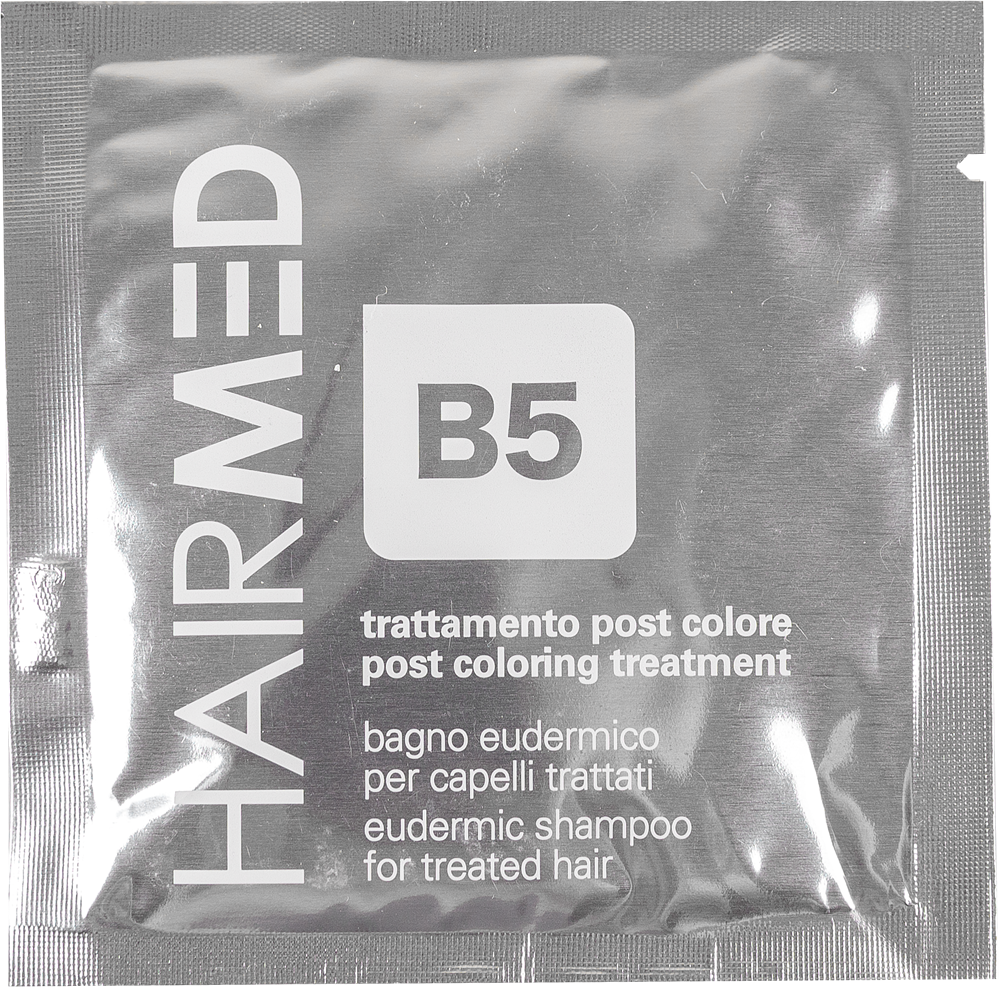 HAIRMED
B5
trattamento post colore
post coloring treatment
bagno eudermico
per capelli trattati
eudermic shampoo
for treated hair